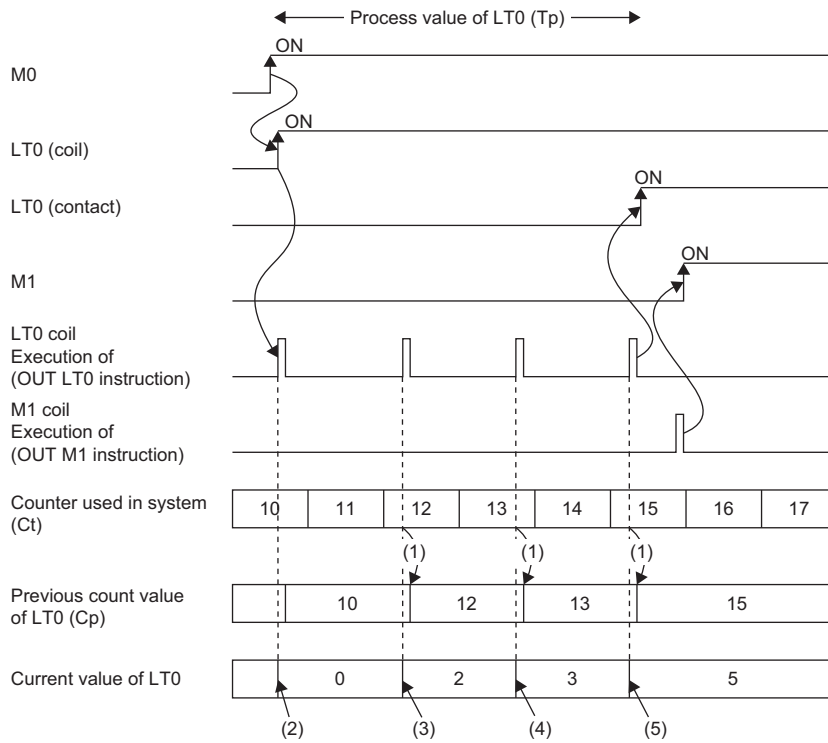 Process value of LT0 (Tp)
ON
M0
ON
LT0 (coil)
ON
LT0 (contact)
ON
M1
LT0 coil
Execution of
(OUT LT0 instruction)
M1 coil
Execution of
(OUT M1 instruction)
Counter used in system
(Ct)
10 11 12 13 14 15 16 17
(1) (1) (1)
Previous count value
of LT0 (Cp)
10 12 13 15
Current value of LT0
0 2 3 5
(2) (3) (4) (5)